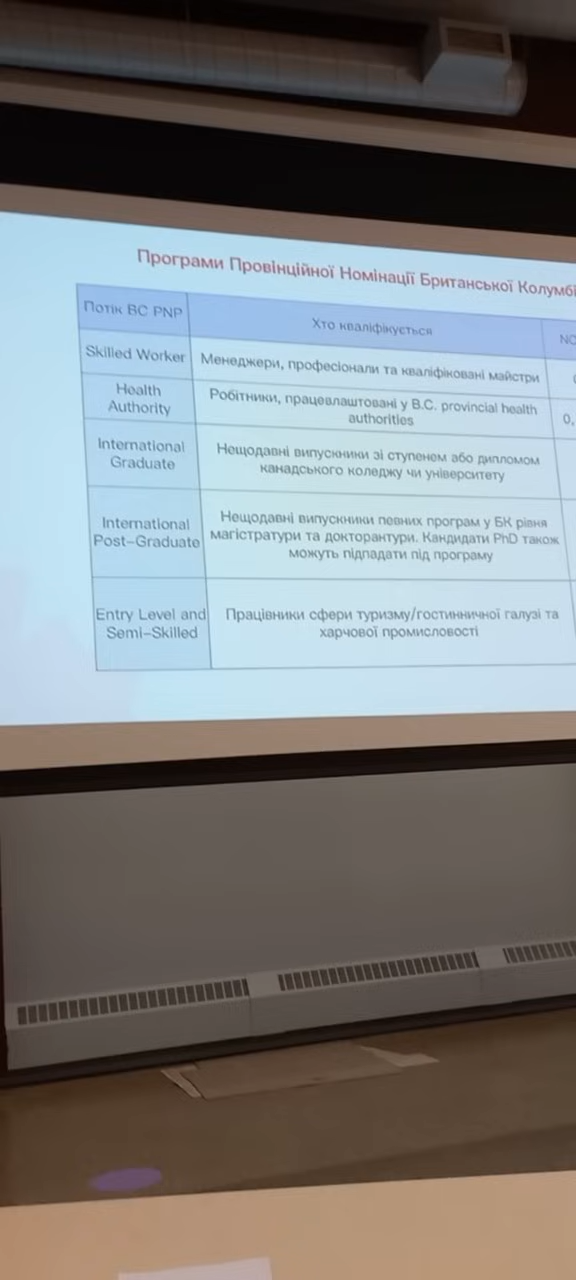 Програми Провінційної Номінації Британської Колумбі
Потік BC PNP
Хто кваліфікується
NO
Skilled Worker
Менеджери, професіонали та кваліфіковані майстри
Health
Authority
Робітники, працевлаштовані у B.C. provincial health
authorities
0,
International
Graduate
Нещодавні випускники зі ступенем або дипломом
канадського коледжу чи університету
International
Post-Graduate
Нещодавні випускники певних програм у БК рівня
магістратури та докторантури. Кандидати PhD також
можуть підпадати під програму
Entry Level and
Semi-Skilled
Працівники сфери туризму/гостинничної галузі та
харчової промисловості